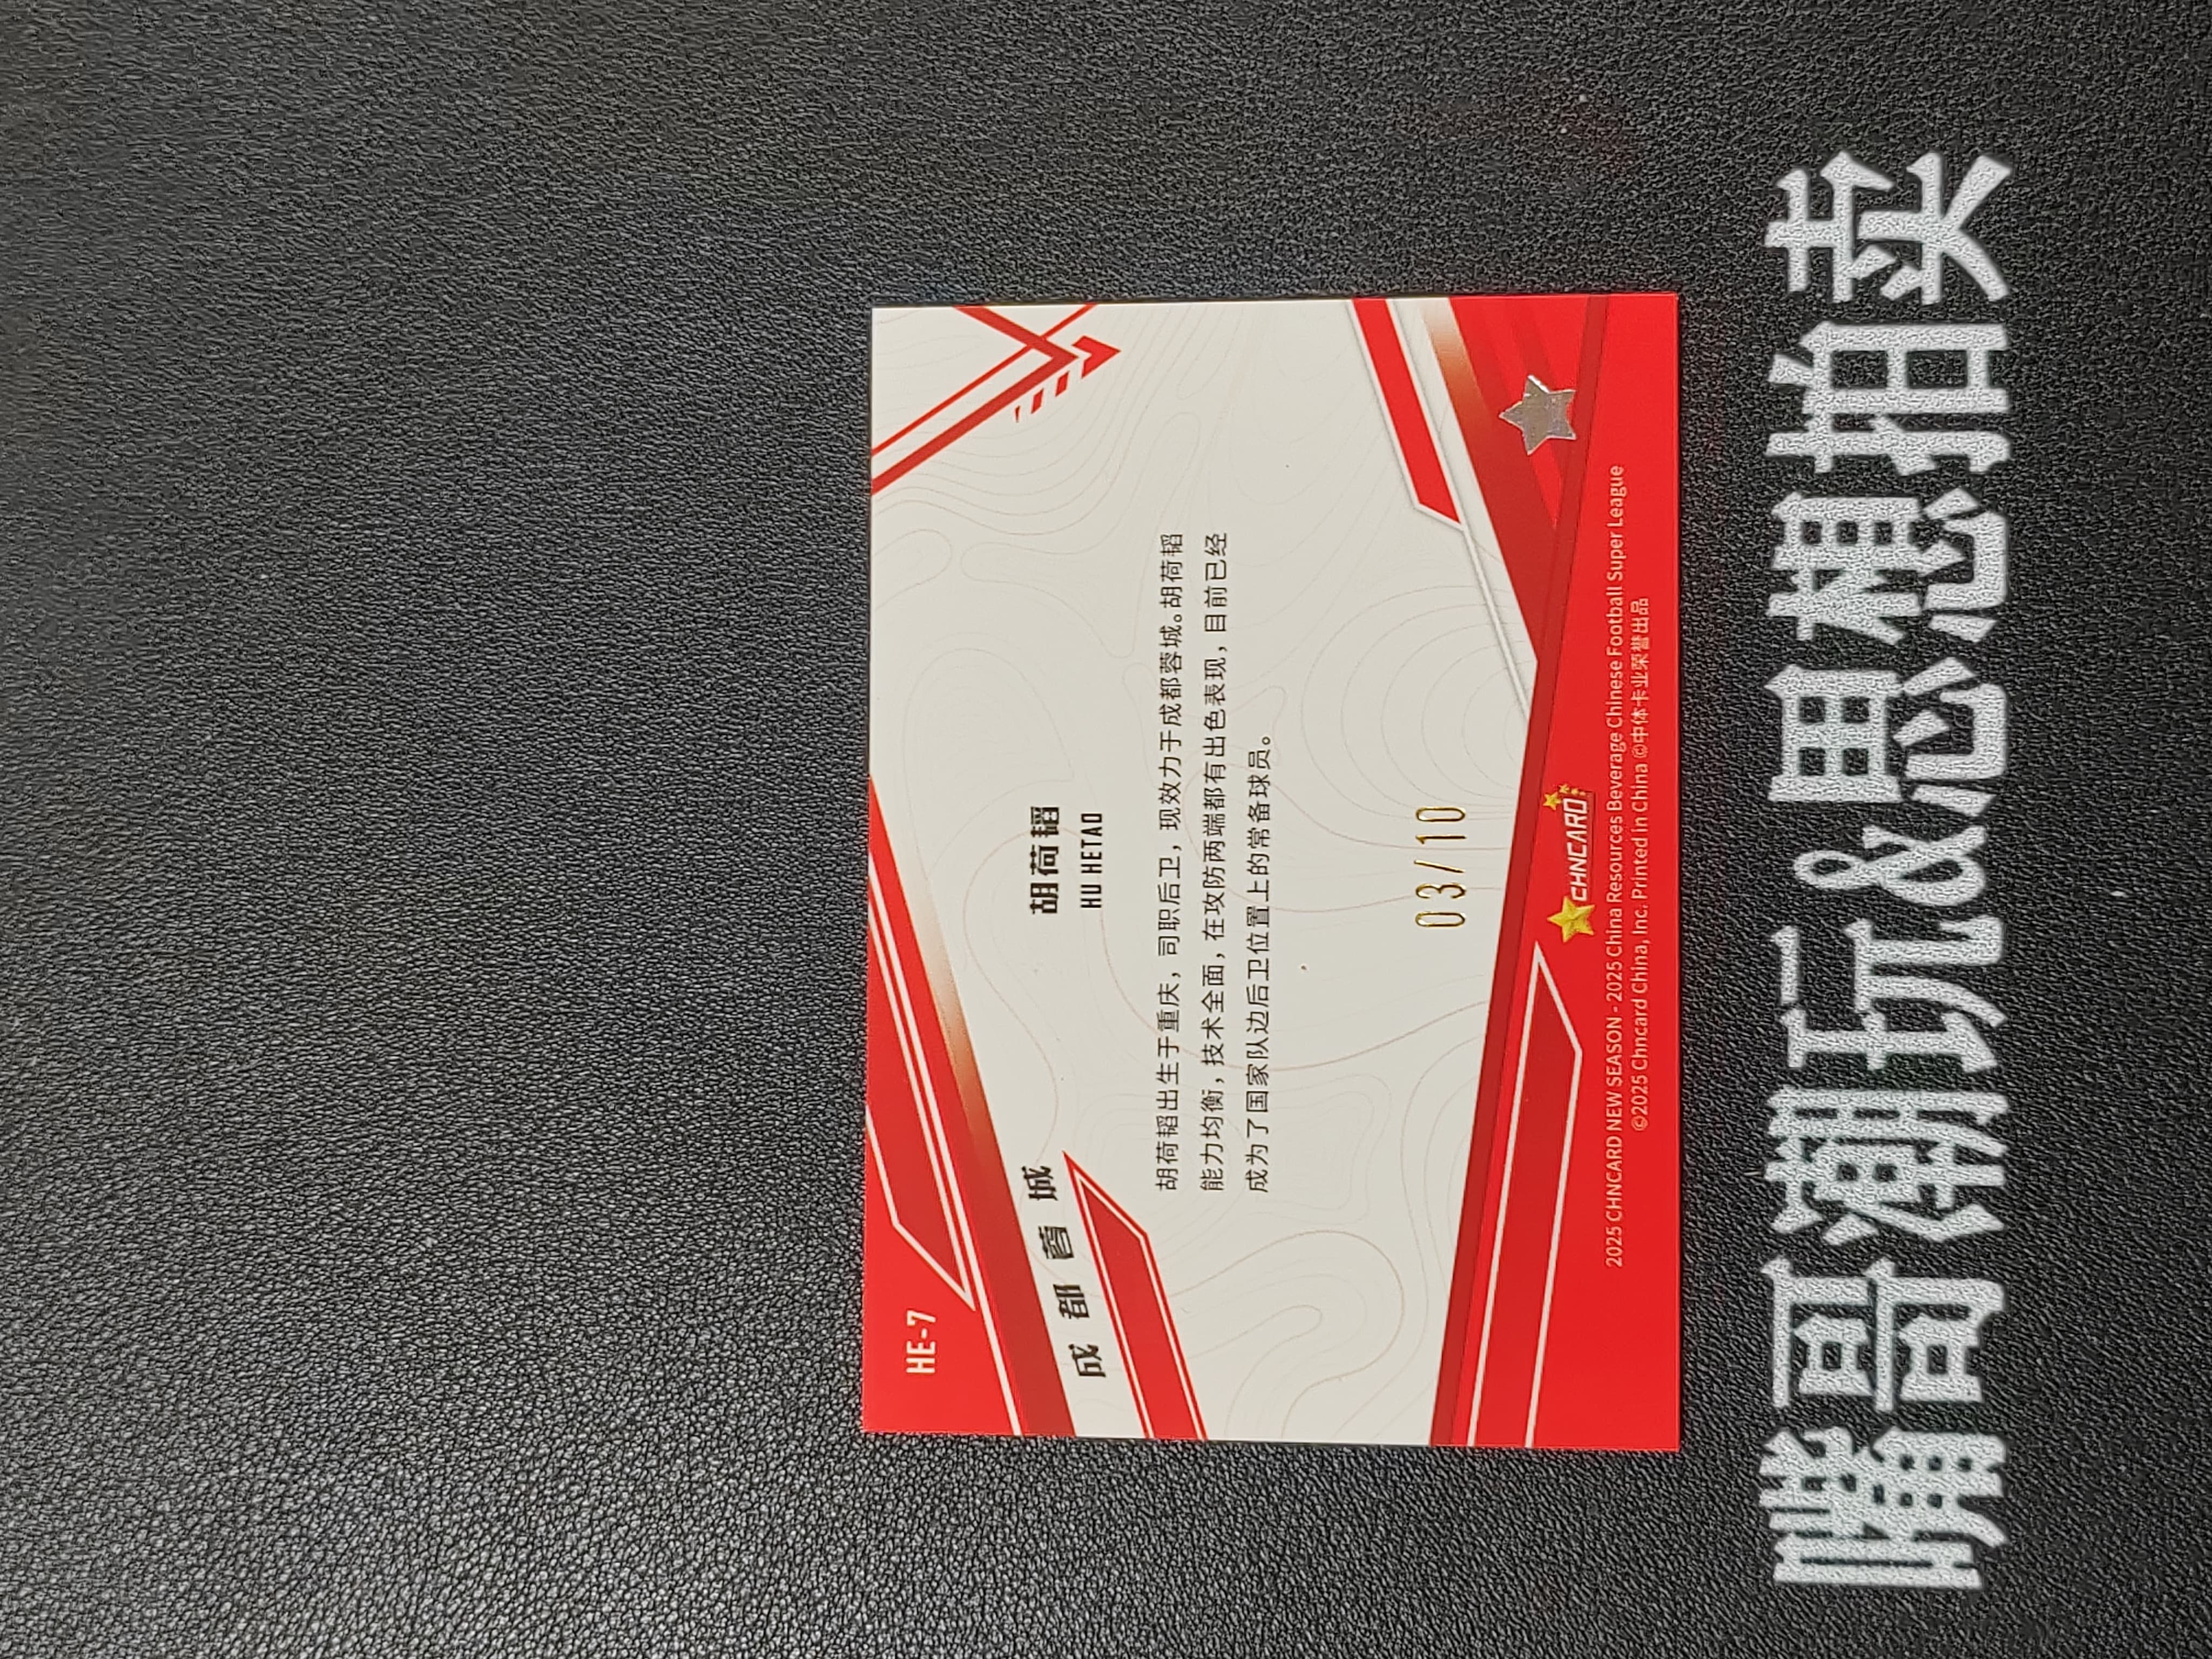 HE-7
成都蓉城
胡荷韬
HU HETAO
胡荷韬出生于重庆，司职后卫，现效力于成都蓉城。胡荷韬
能力均衡，技术全面，在攻防两端都有出色表现，目前已经
成为了国家队边后卫位置上的常备球员。
03/10
CHNCARD
2025 CHNCARD NEW SEASON - 2025 China Resources Beverage Chinese Football Super League
©2025 Chncard China, Inc. Printed in China ©中体卡业荣誉出品
嘴哥潮玩&思想拍卖